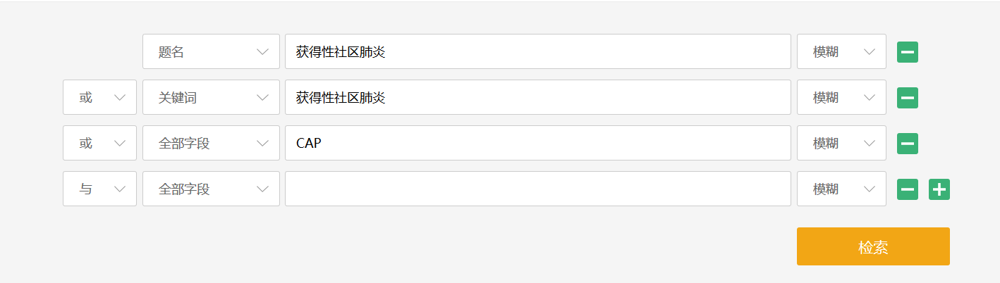 题名 获得性社区肺炎 模糊
或 关键词 获得性社区肺炎 模糊
或 全部字段 CAP 模糊
与 全部字段 模糊
检索